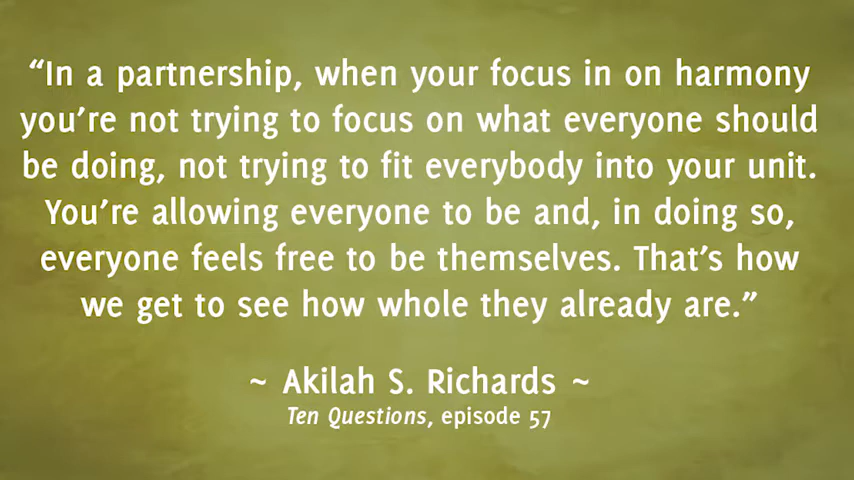 “In a partnership, when your focus in on harmony
you’re not trying to focus on what everyone should
be doing, not trying to fit everybody into your unit.
You’re allowing everyone to be and, in doing so,
everyone feels free to be themselves. That’s how
we get to see how whole they already are.”
~ Akilah S. Richards ~
Ten Questions, episode 57